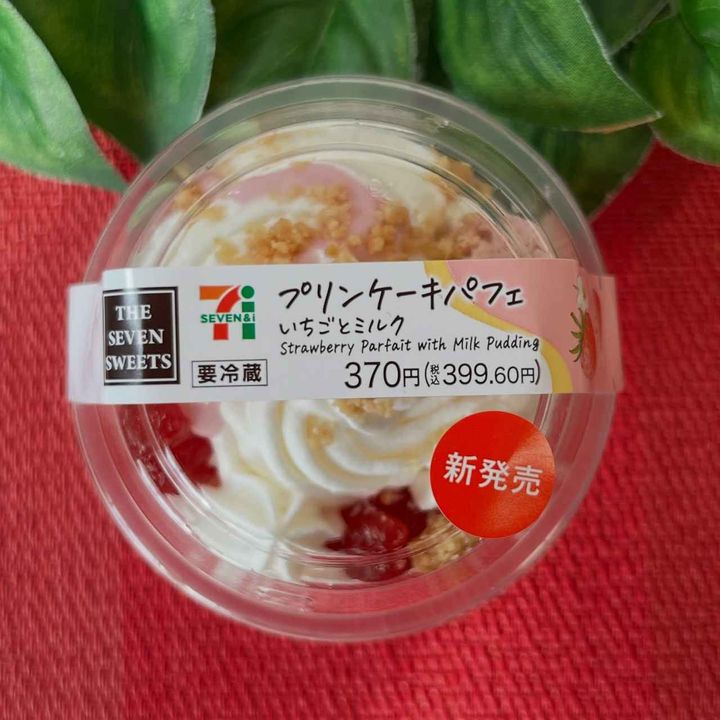 THE
SEVEN
SWEETS
SEVEN&i
要冷蔵
プリンケーキパフェ
いちごとミルク
Strawberry Parfait with Milk Pudding
370円(税込399.60円)
新発売